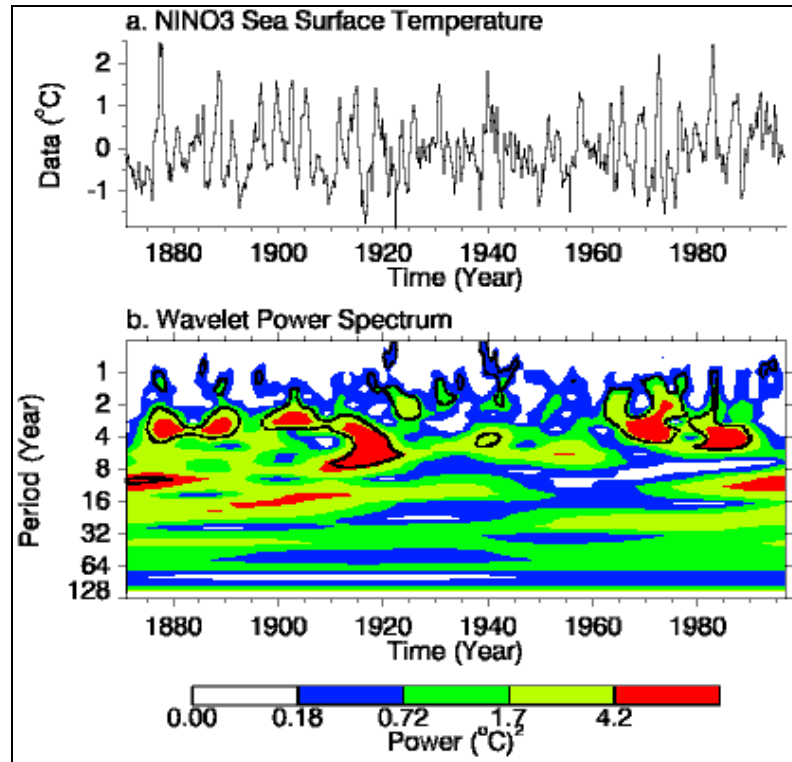 a. NINO3 Sea Surface Temperature
Data (°C)
2
1
0
-1
1880 1900 1920 1940 1960 1980
Time (Year)
b. Wavelet Power Spectrum
Period (Year)
1
2
4
8
16
32
64
128
1880 1900 1920 1940 1960 1980
Time (Year)
0.00 0.18 0.72 1.7 4.2
Power (°C)²